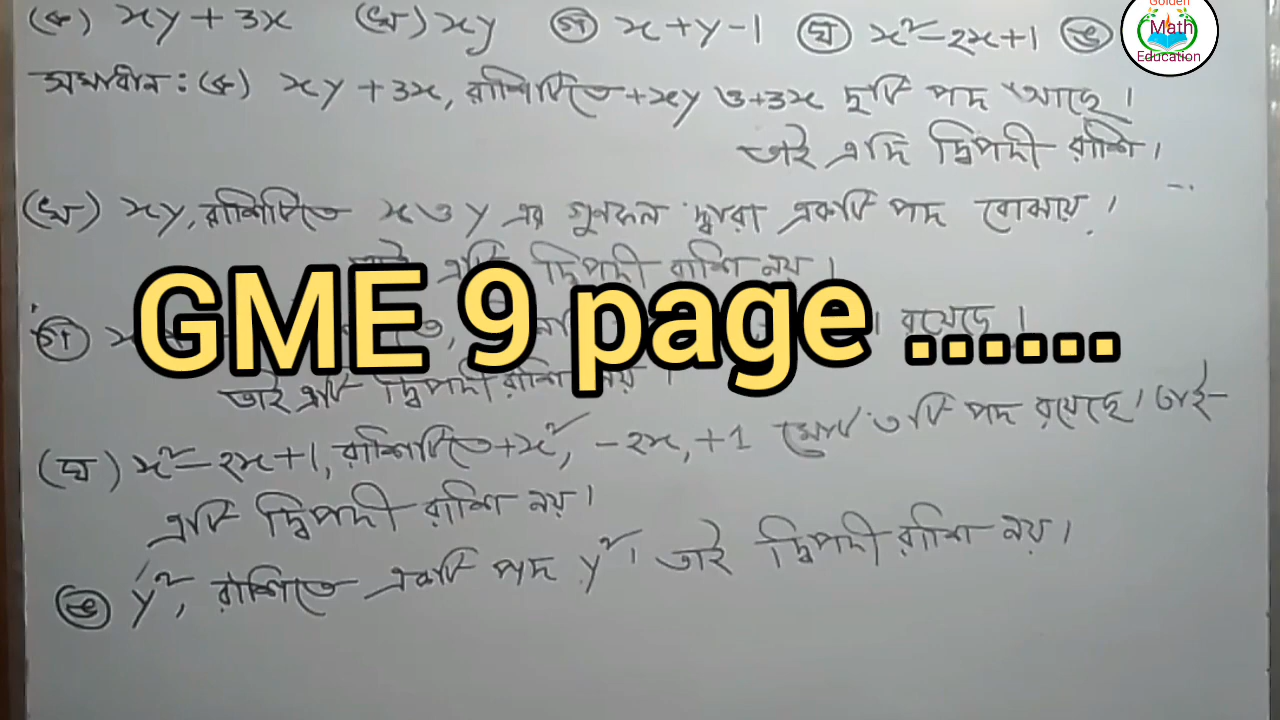 (ক) xy + 3x (খ) xy (গ) x+y-1 (ঘ) x²-2x+1 (ঙ)
Golden
Math
Education
সমাধান: (ক) xy + 3x, রাশিটিতে +xy ও +3x দুটি পদ আছে।
তাই এটি দ্বিপদী রাশি।
(খ) xy, রাশিটিতে x ও y এর গুণফল দ্বারা একটি পদ বোঝায়।
তাই এটি দ্বিপদী রাশি নয়।
GME 9 page ......
(গ) x রয়েছে।
তাই এটি দ্বিপদী রাশি নয়।
(ঘ) x²-2x+1, রাশিটিতে +x², -2x, +1 মোট ৩টি পদ রয়েছে। তাই-
এটি দ্বিপদী রাশি নয়।
(ঙ) y², রাশিতে একটি পদ y²। তাই দ্বিপদী রাশি নয়।